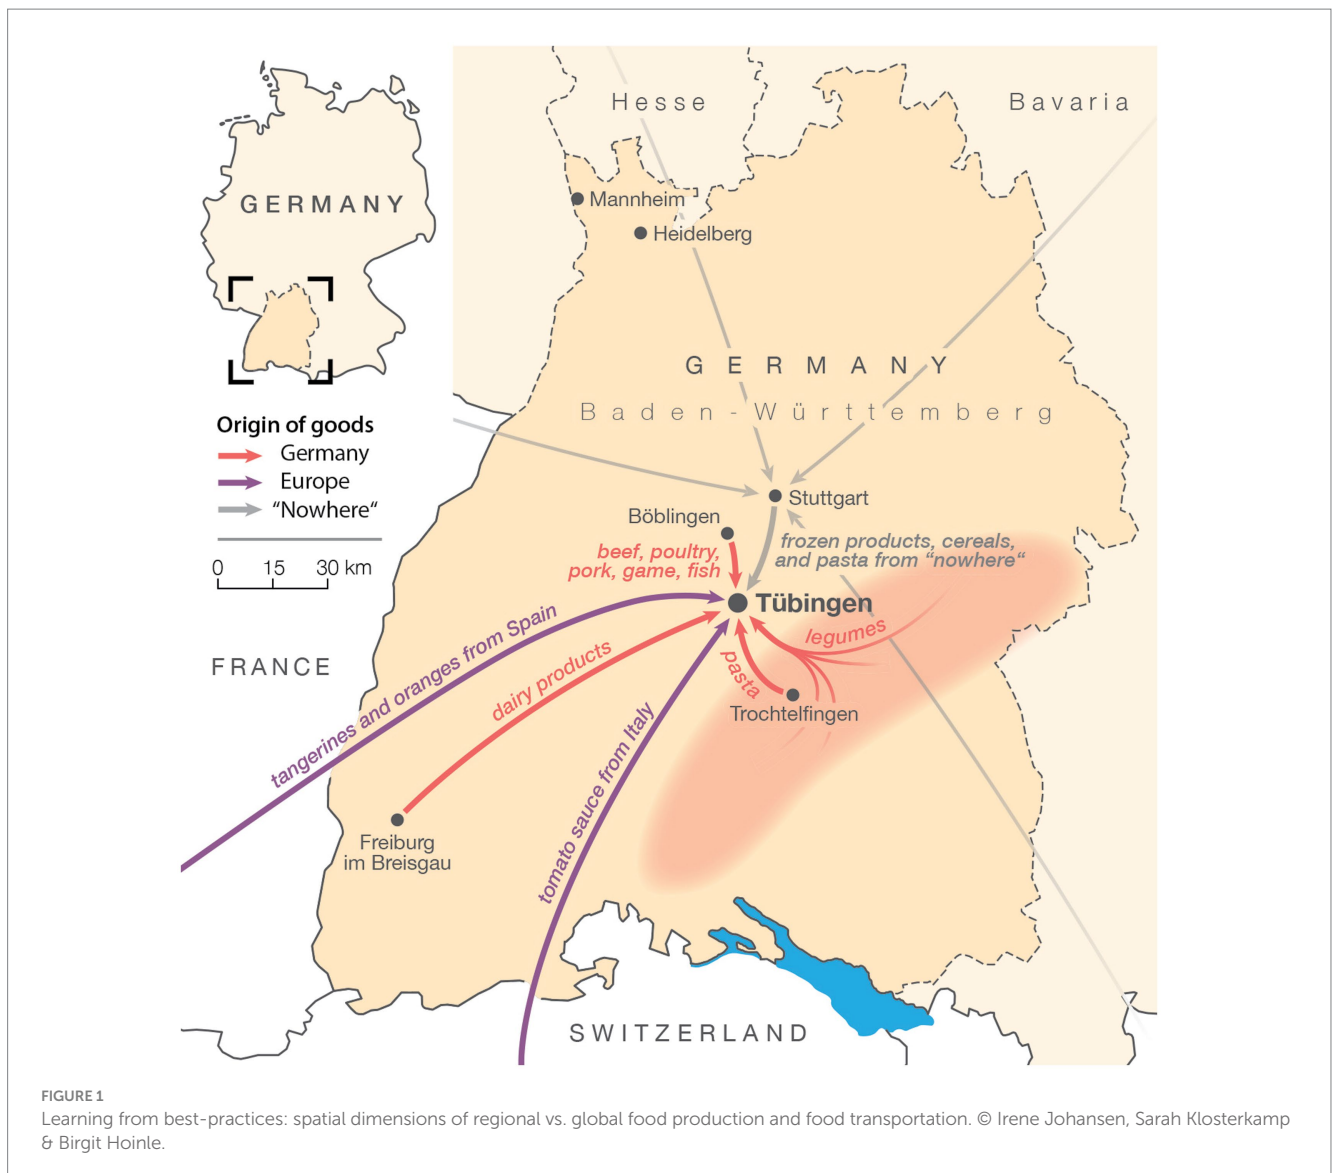 GERMANY
Origin of goods
Germany
Europe
"Nowhere"
0 15 30 km
Hesse
Bavaria
Mannheim
Heidelberg
GERMANY
Baden-Württemberg
Stuttgart
Böblingen
beef, poultry,
pork, game, fish
frozen products, cereals,
and pasta from "nowhere"
Tübingen
legumes
pasta
Trochtelfingen
tangerines and oranges from Spain
dairy products
tomato sauce from Italy
FRANCE
Freiburg
im Breisgau
SWITZERLAND
FIGURE 1
Learning from best-practices: spatial dimensions of regional vs. global food production and food transportation. © Irene Johansen, Sarah Klosterkamp
& Birgit Hoinle.